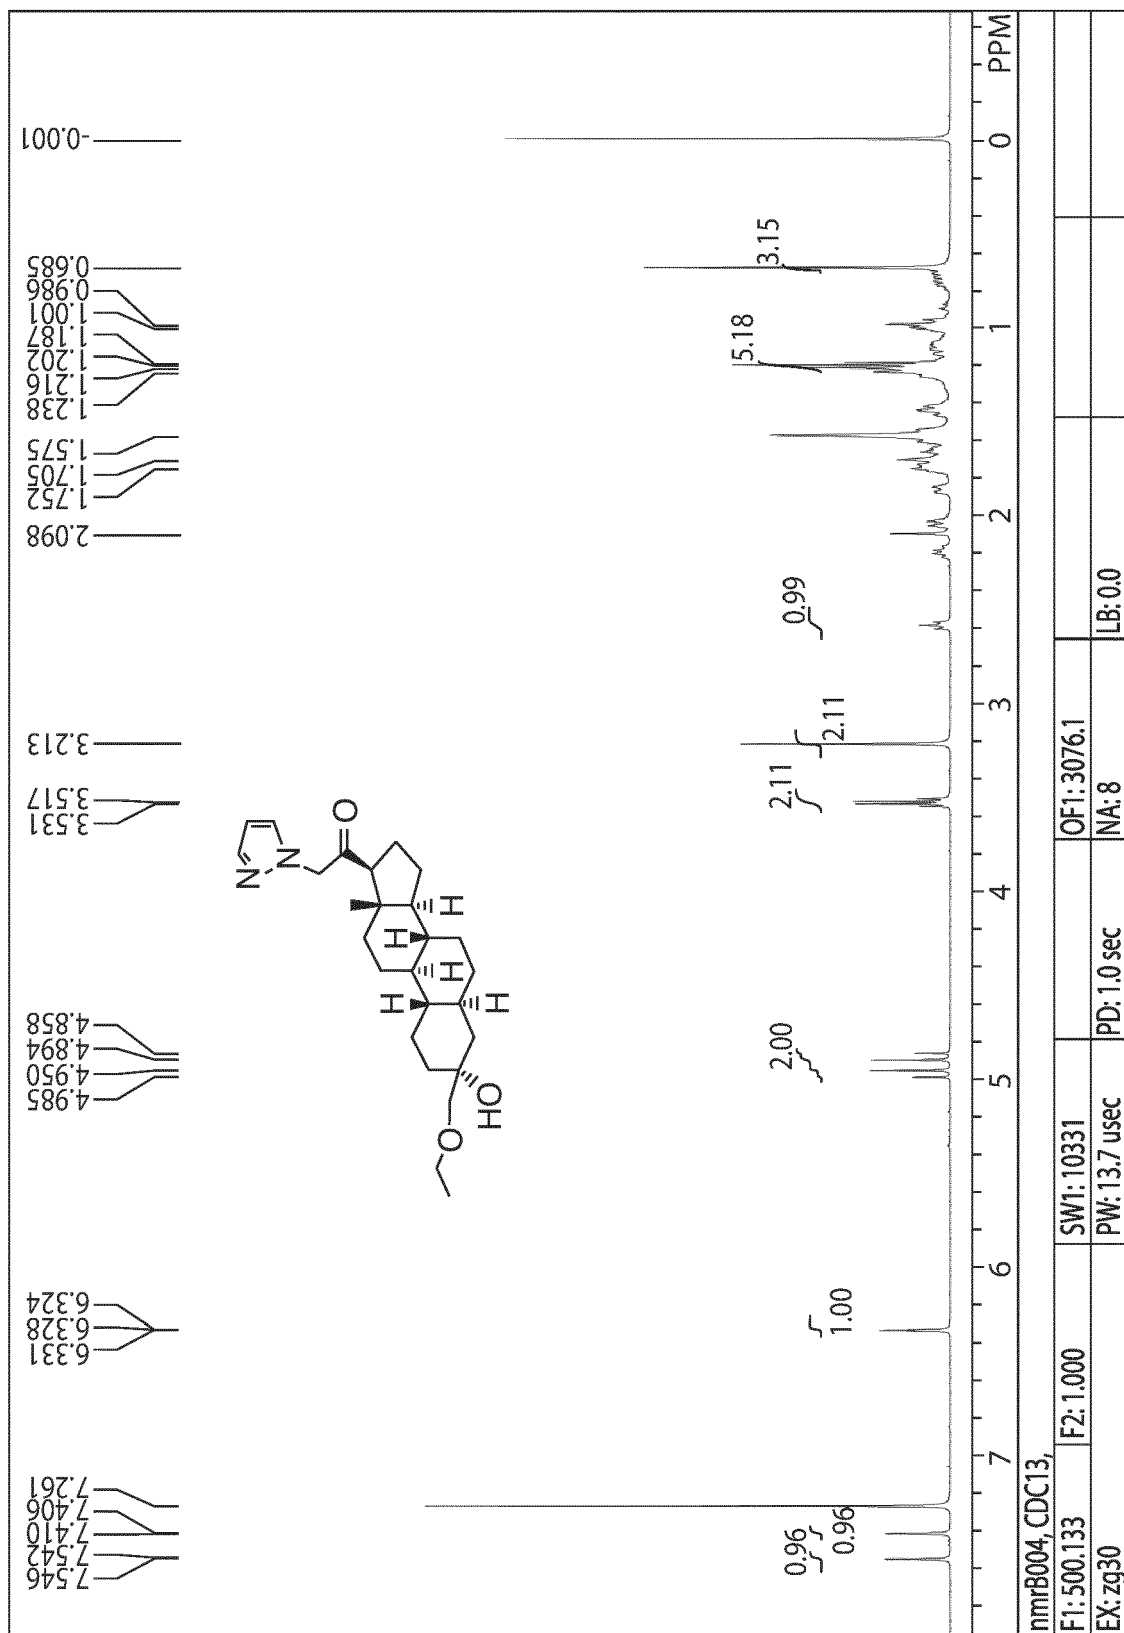 7.546
7.542
7.410
7.406
7.261
6.331
6.328
6.324
4.985
4.950
4.894
4.858
3.531
3.517
3.213
2.098
1.752
1.705
1.575
1.238
1.216
1.202
1.187
1.001
0.986
0.685
-0.001
N
N
O
H
H
H
H
H
O
OH
0.96
0.96
1.00
2.00
2.11
2.11
0.99
5.18
3.15
7 6 5 4 3 2 1 0 PPM
nmrB004, CDC13,
F1: 500.133 F2: 1.000 SW1: 10331 OF1: 3076.1
EX: zg30 PW: 13.7 usec PD: 1.0 sec NA: 8 LB: 0.0